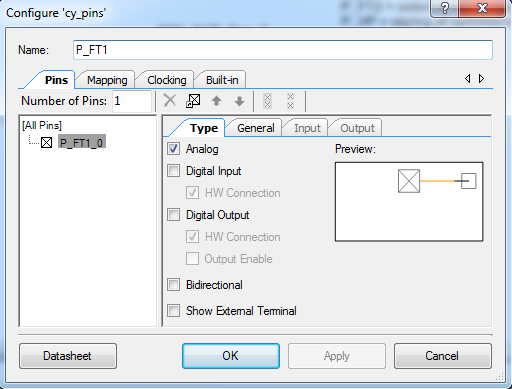 Configure 'cy_pins'
Name: P_FT1
Pins Mapping Clocking Built-in
Number of Pins: 1
[All Pins]
P_FT1_0
Type General Input Output
Analog
Preview:
Digital Input
HW Connection
Digital Output
HW Connection
Output Enable
Bidirectional
Show External Terminal
Datasheet OK Apply Cancel